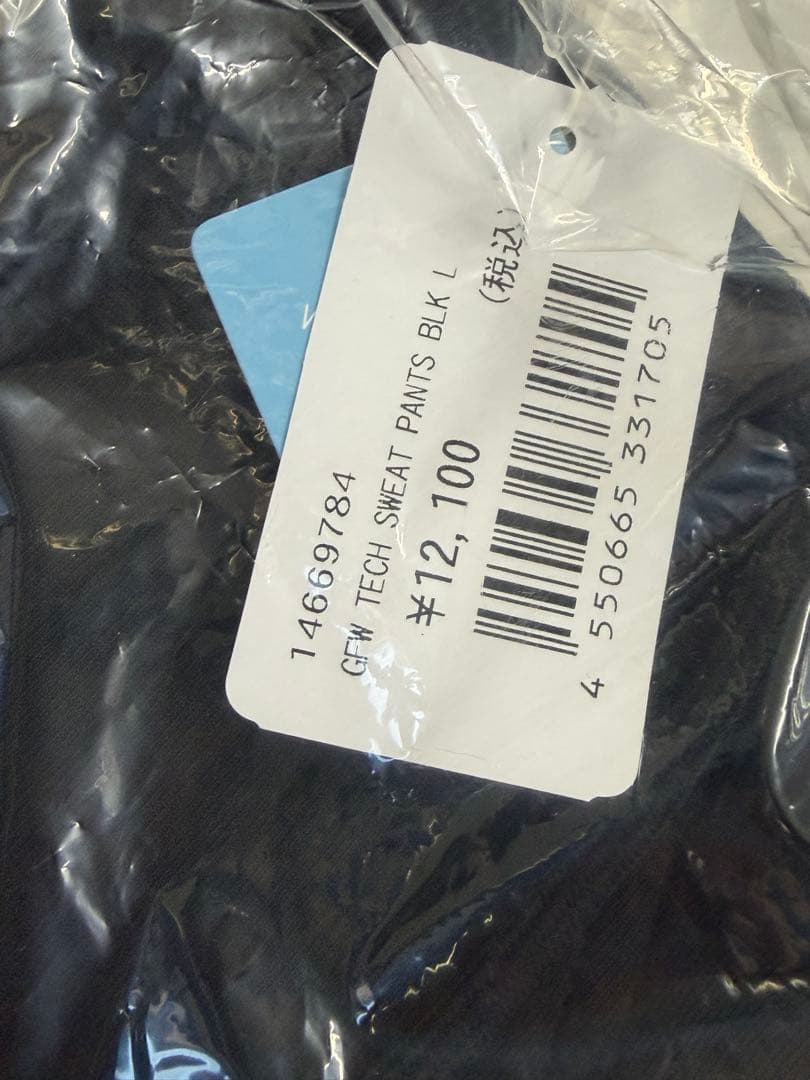 14669784
GFW TECH SWEAT PANTS BLK L
¥12,100
(税込)
4 550665 331705